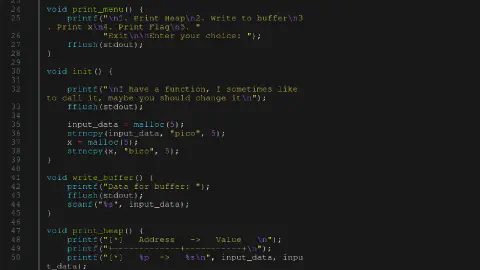 24 void print_menu() {
25 printf("\n1. Print Heap\n2. Write to buffer\n3
. Print x\n4. Print Flag\n5. "
26 "Exit\n\nEnter your choice: ");
27 fflush(stdout);
28 }
29
30 void init() {
31
32 printf("\nI have a function, I sometimes like
to call it, maybe you should change it\n");
33 fflush(stdout);
34
35 input_data = malloc(5);
36 strncpy(input_data, "pico", 5);
37 x = malloc(5);
38 strncpy(x, "bico", 5);
39 }
40
41 void write_buffer() {
42 printf("Data for buffer: ");
43 fflush(stdout);
44 scanf("%s", input_data);
45 }
46
47 void print_heap() {
48 printf("[*] Address -> Value \n");
49 printf("+-------------+-----------+\n");
50 printf("[*] %p -> %s\n", input_data, inpu
t_data);